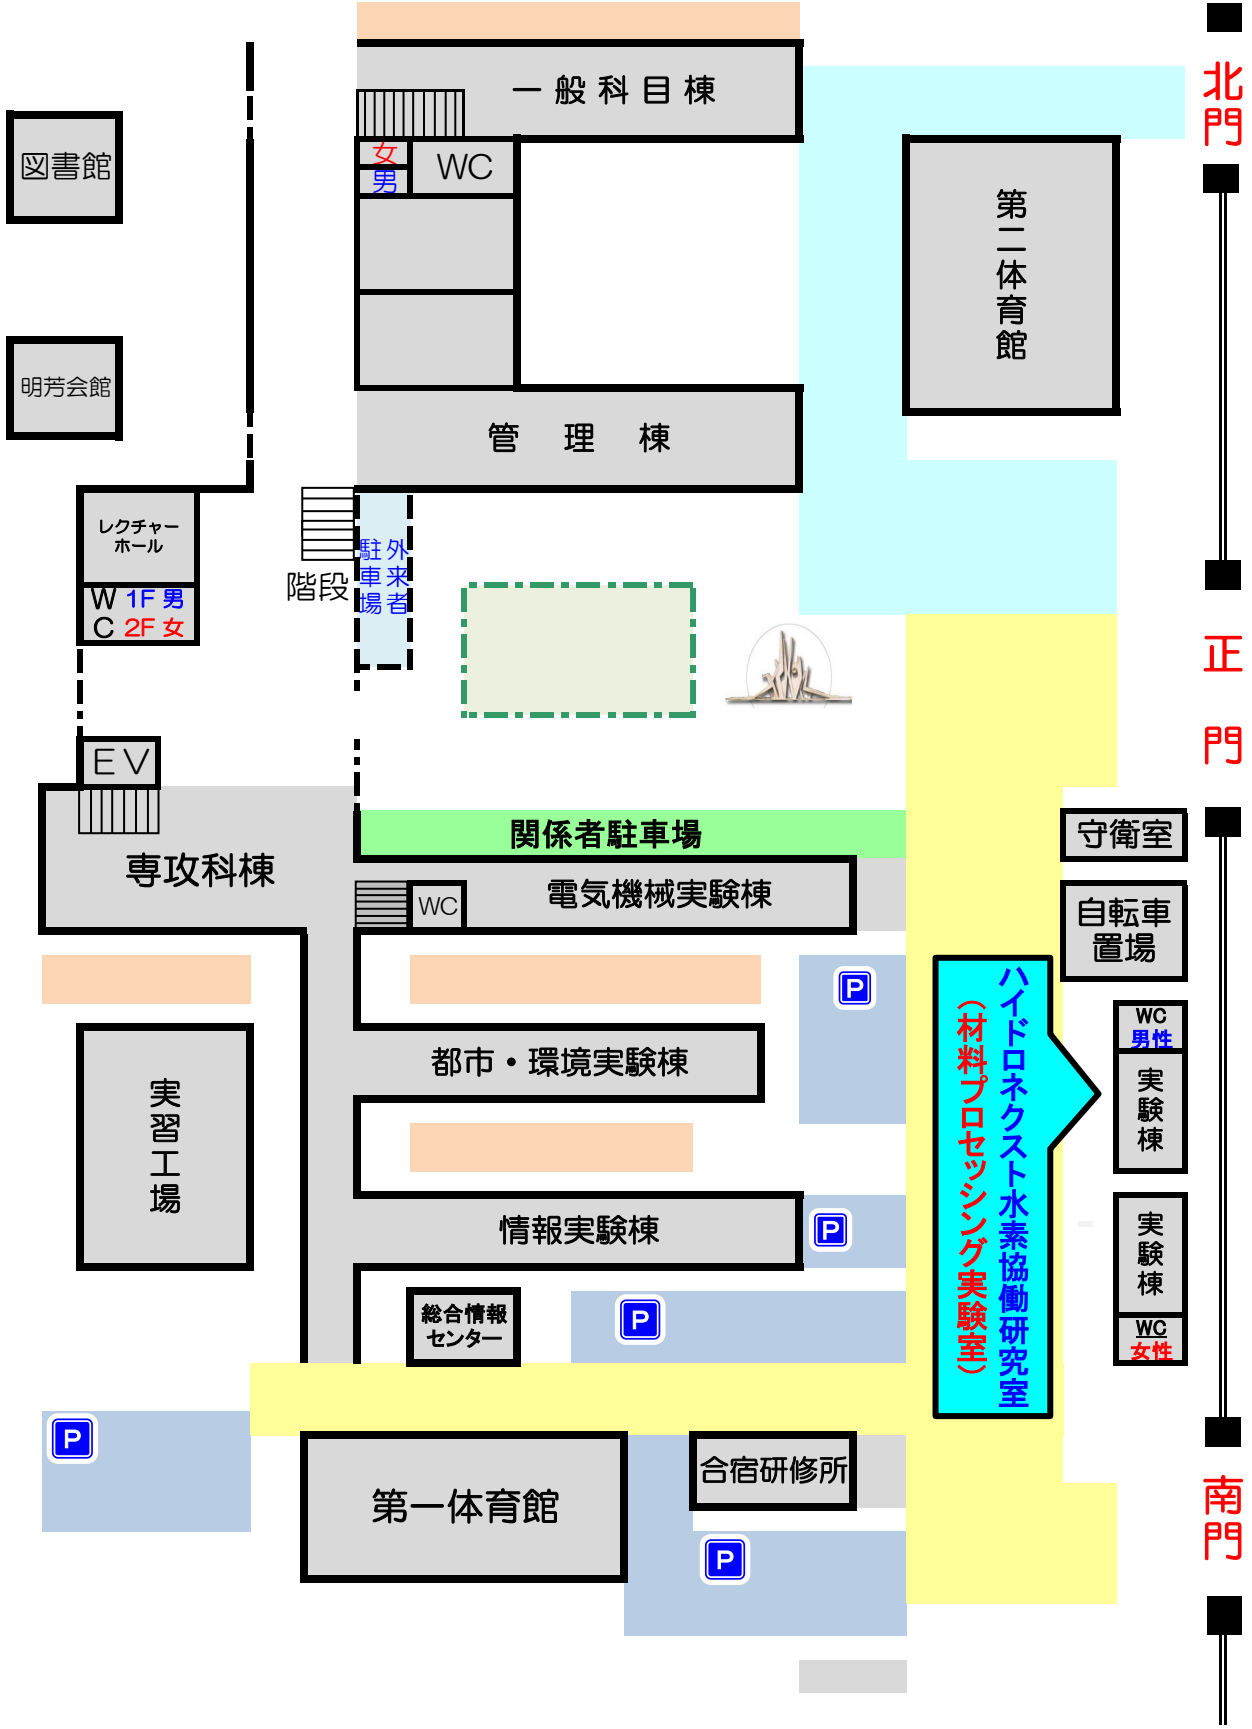 北門
一般科目棟
図書館
女
男
WC
第二体育館
明芳会館
管理棟
レクチャー
ホール
外来者
駐車場
階段
W 1F 男
C 2F 女
正門
EV
関係者駐車場
守衛室
専攻科棟
電気機械実験棟
WC
自転車
置場
P
ハイドロネクスト水素協働研究室
（材料プロセッシング実験室）
WC
男性
実験棟
都市・環境実験棟
実習工場
情報実験棟
P
実験棟
WC
女性
総合情報
センター
P
P
第一体育館
合宿研修所
南門
P